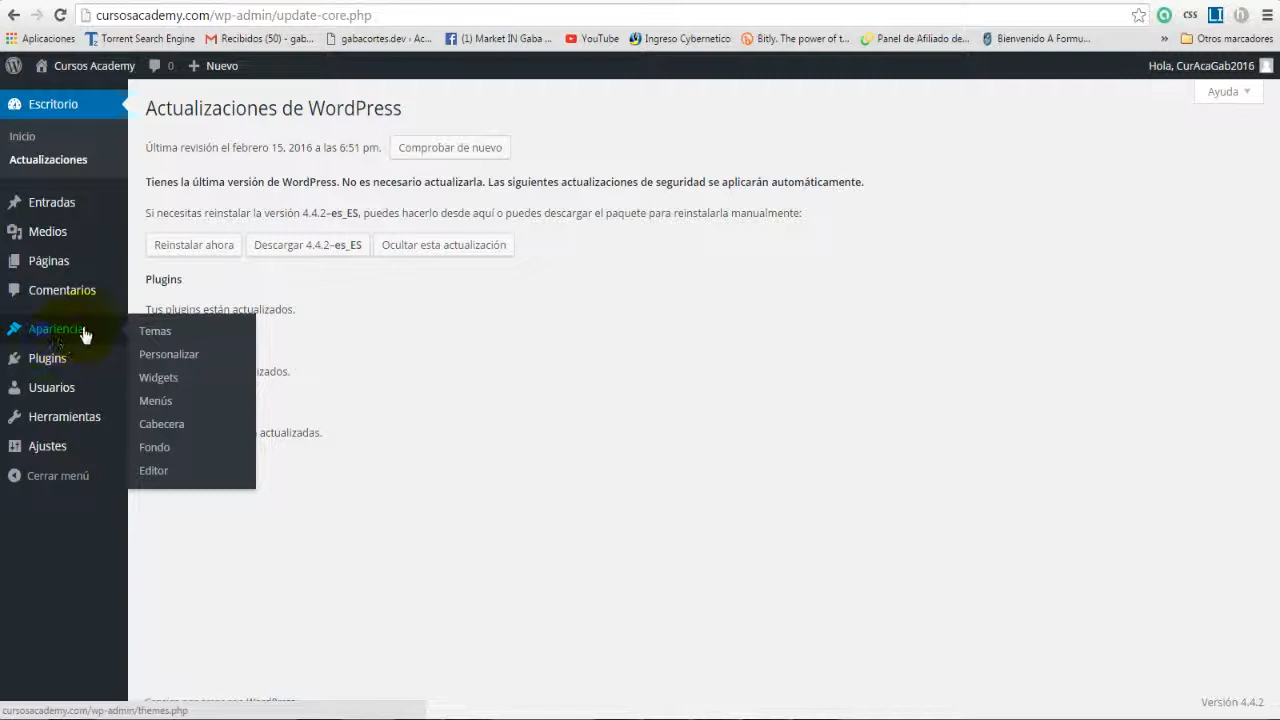 cursosacademy.com/wp-admin/update-core.php
CSS
Aplicaciones
Torrent Search Engine
Recibidos (50) - gab...
gabacortes.dev › Ac...
(1) Market IN Gaba ...
YouTube
Ingreso Cybernetico
Bitly. The power of t...
Panel de Afiliado de...
Bienvenido A Formu...
»
Otros marcadores
Cursos Academy
0
Nuevo
Hola, CurAcaGab2016
Escritorio
Inicio
Actualizaciones
Entradas
Medios
Páginas
Comentarios
Apariencia
Plugins
Usuarios
Herramientas
Ajustes
Cerrar menú
Temas
Personalizar
Widgets
Menús
Cabecera
Fondo
Editor
Ayuda
Actualizaciones de WordPress
Última revisión el febrero 15, 2016 a las 6:51 pm.
Comprobar de nuevo
Tienes la última versión de WordPress. No es necesario actualizarla. Las siguientes actualizaciones de seguridad se aplicarán automáticamente.
Si necesitas reinstalar la versión 4.4.2–es_ES, puedes hacerlo desde aquí o puedes descargar el paquete para reinstalarla manualmente:
Reinstalar ahora
Descargar 4.4.2–es_ES
Ocultar esta actualización
Plugins
Tus plugins están actualizados.
izados.
actualizadas.
Versión 4.4.2
cursosacademy.com/wp-admin/themes.php